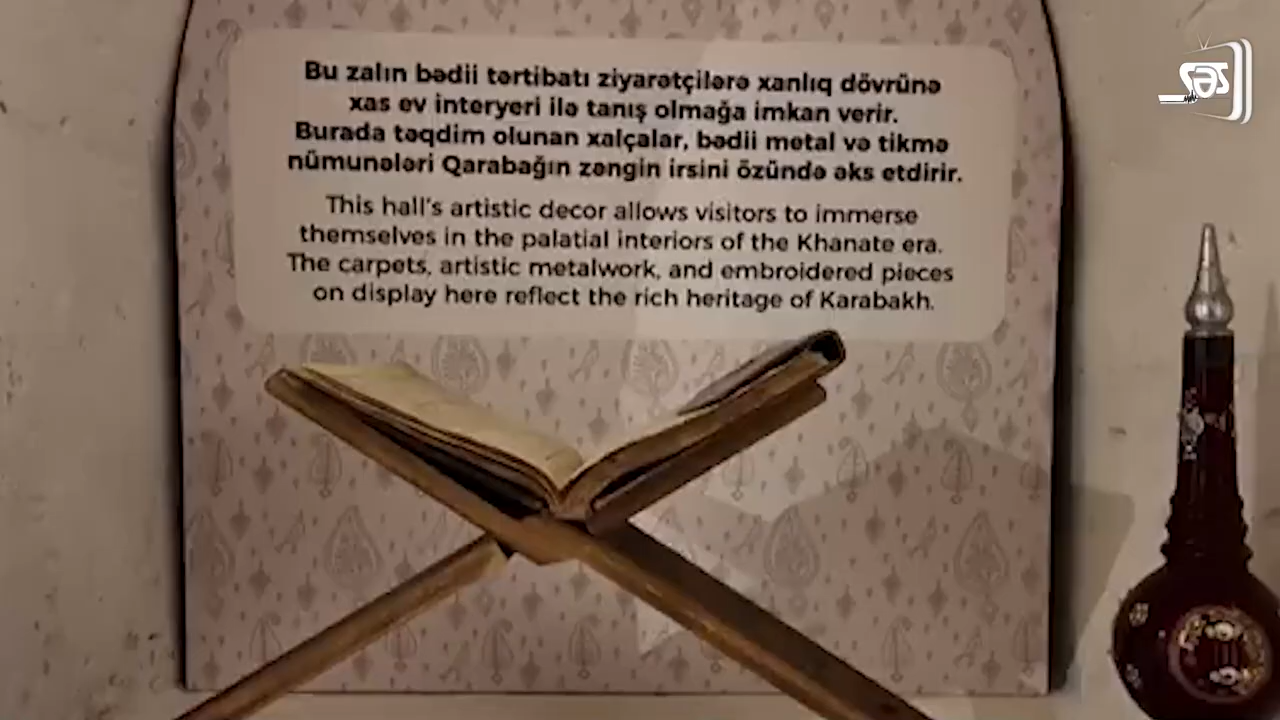 Bu zalın bədii tərtibatı ziyarətçilərə xanlıq dövrünə
xas ev interyeri ilə tanış olmağa imkan verir.
Burada təqdim olunan xalçalar, bədii metal və tikmə
nümunələri Qarabağın zəngin irsini özündə əks etdirir.
This hall's artistic decor allows visitors to immerse
themselves in the palatial interiors of the Khanate era.
The carpets, artistic metalwork, and embroidered pieces
on display here reflect the rich heritage of Karabakh.
səs